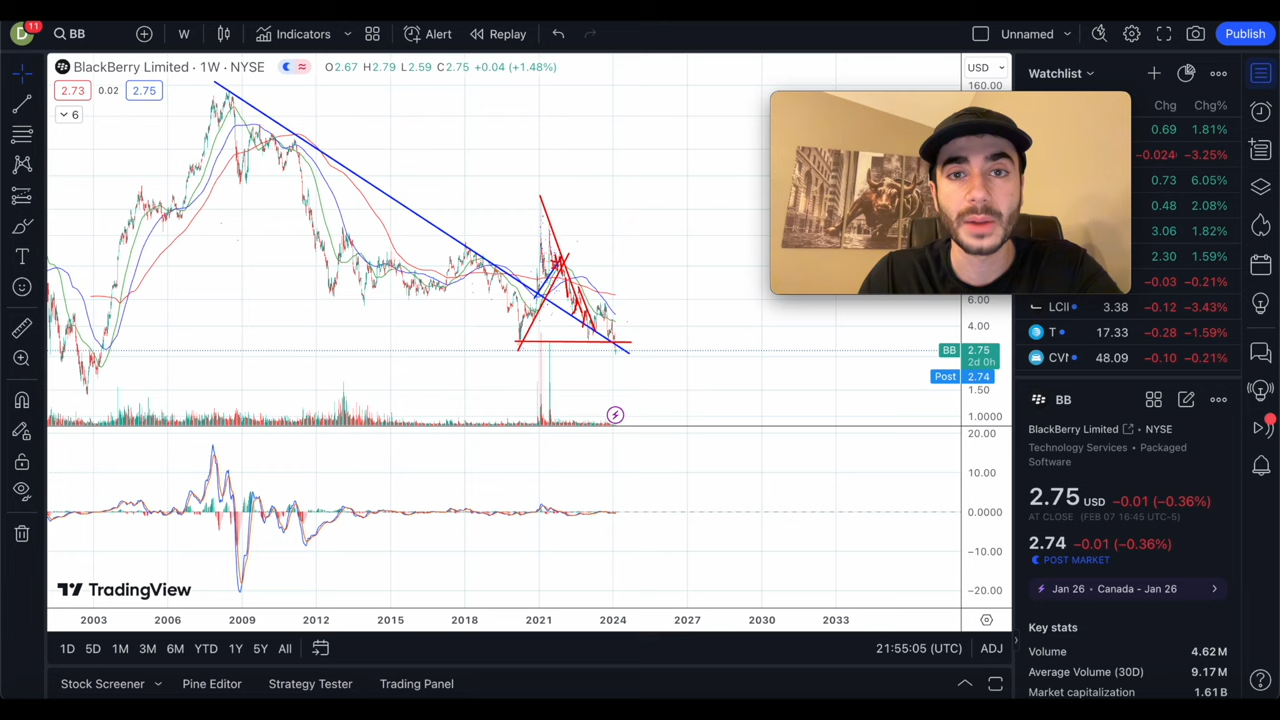 D 11 BB W Indicators Alert Replay Unnamed Publish
BlackBerry Limited · 1W · NYSE O2.67 H2.79 L2.59 C2.75 +0.04 (+1.48%)
USD
2.73 0.02 2.75
6
160.00
6.00
4.00
BB 2.75
2d 0h
Post 2.74
1.50
1.0000
20.00
10.00
0.0000
−10.00
−20.00
TradingView
2003 2006 2009 2012 2015 2018 2021 2024 2027 2030 2033
1D 5D 1M 3M 6M YTD 1Y 5Y All 21:55:05 (UTC) ADJ
Stock Screener Pine Editor Strategy Tester Trading Panel
Watchlist
Chg Chg%
0.69 1.81%
−0.024 −3.25%
0.73 6.05%
0.48 2.08%
3.06 1.82%
2.30 1.59%
−0.03 −0.21%
LCII 3.38 −0.12 −3.43%
T 17.33 −0.28 −1.59%
48.09 −0.10 −0.21%
BB
BlackBerry Limited · NYSE
Technology Services · Packaged
Software
2.75 USD −0.01 (−0.36%)
AT CLOSE (FEB 07 16:45 UTC-5)
2.74 −0.01 (−0.36%)
POST MARKET
Jan 26 · Canada - Jan 26
Key stats
Volume 4.62M
Average Volume (30D) 9.17M
Market capitalization 1.61B